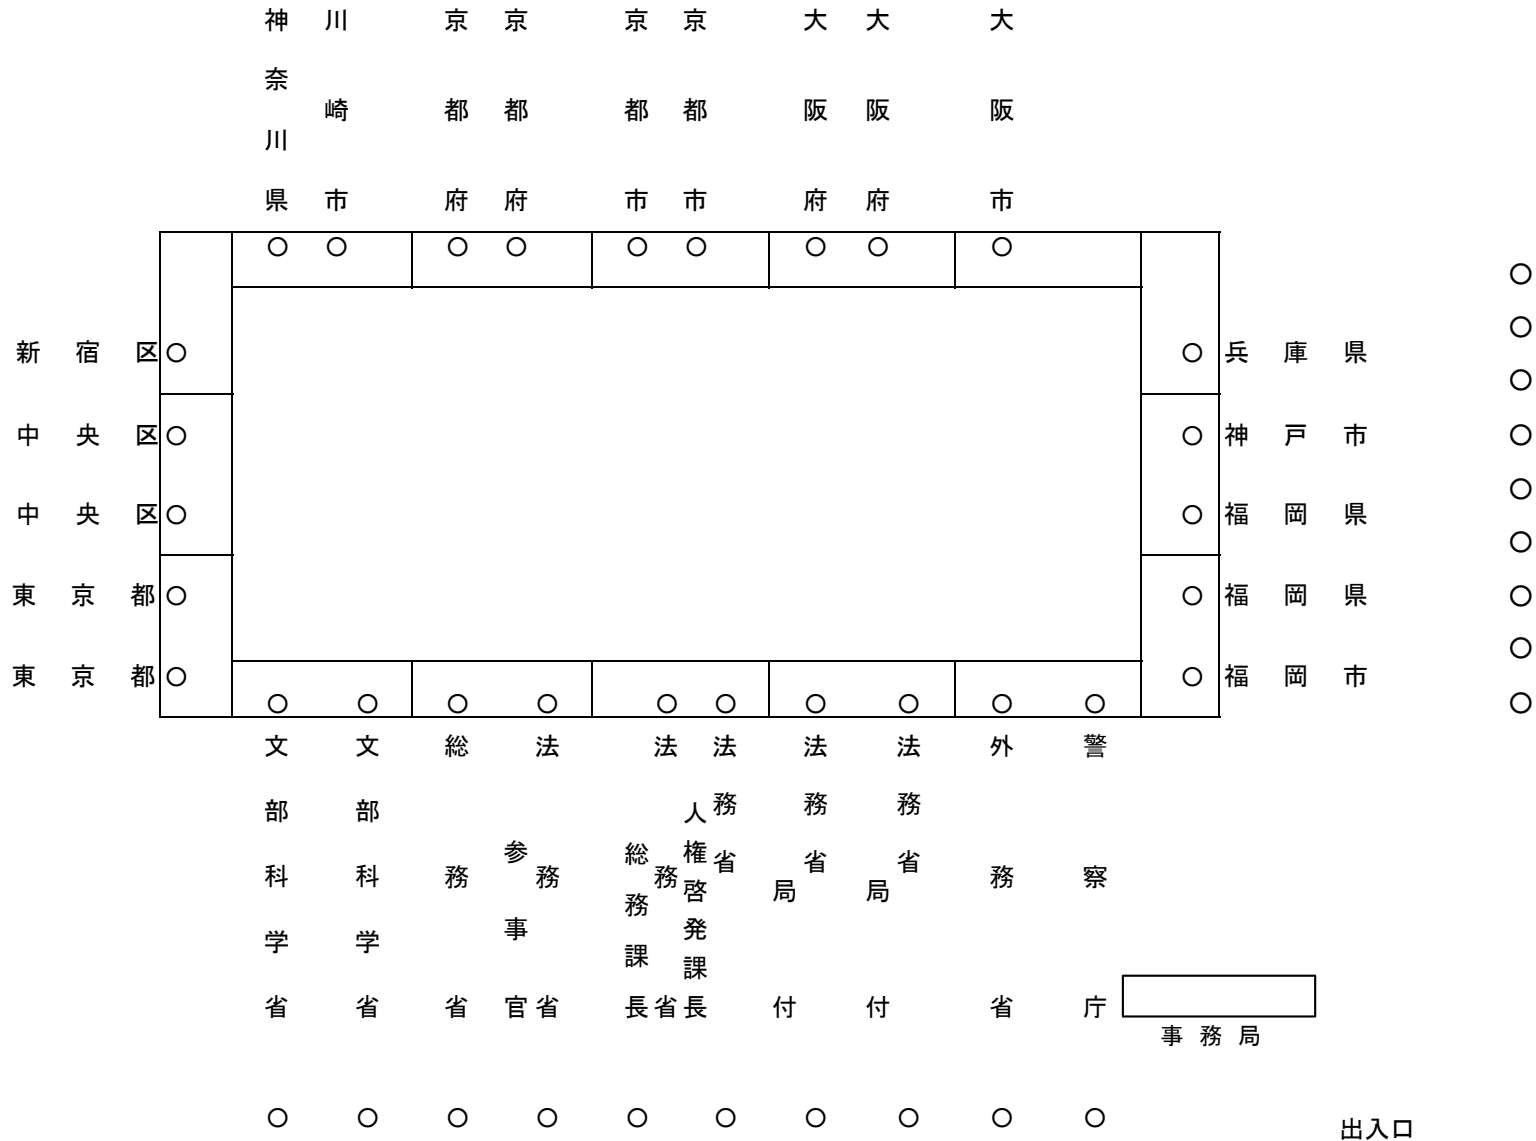 神奈川県
川崎市
京都府
京都府
京都市
京都市
大阪府
大阪府
大阪市
新宿区
中央区
中央区
東京都
東京都
兵庫県
神戸市
福岡県
福岡県
福岡市
文部科学省
文部科学省
総務省
法務省
参事官
法務省
総務課長
法務省
人権啓発課長
法務省
局付
法務省
局付
外務省
警察庁
事務局
出入口